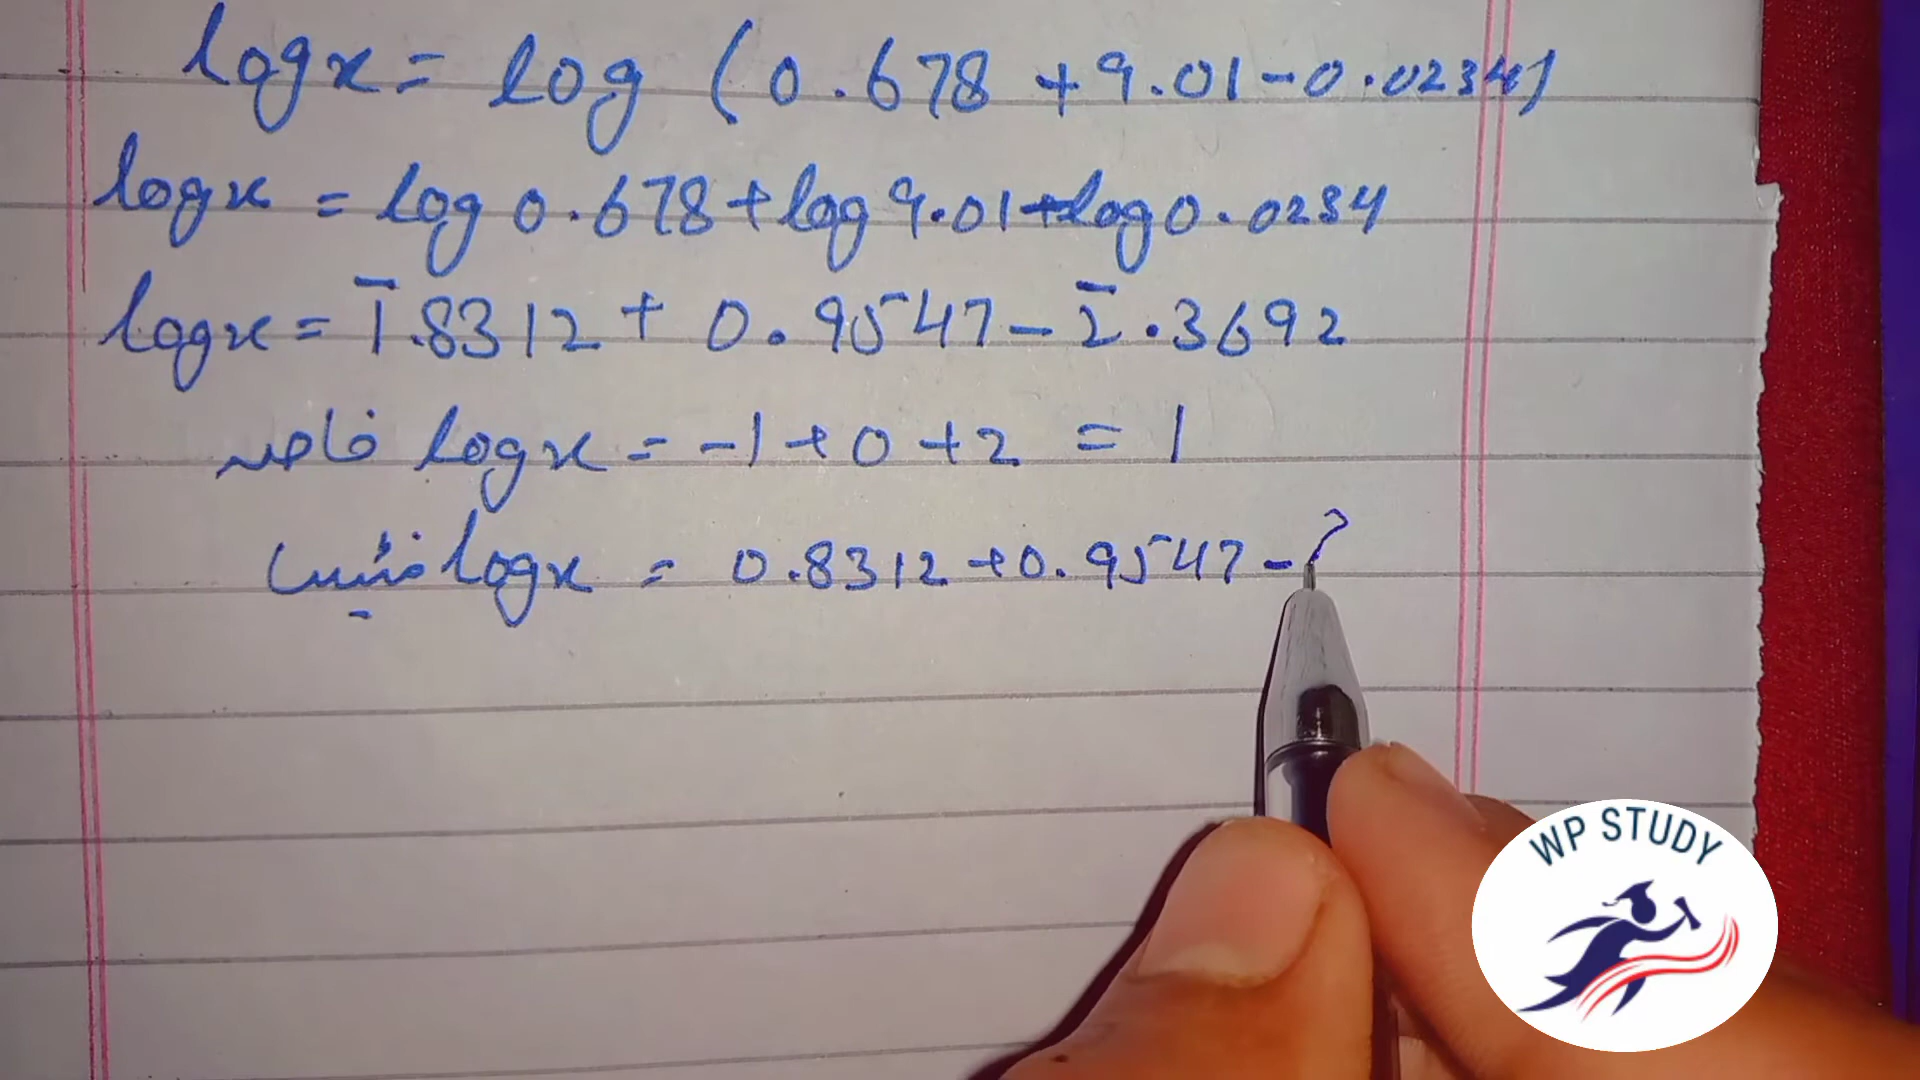 log x = log (0.678 + 9.01 - 0.0234)
log x = log 0.678 + log 9.01 + log 0.0234
log x = 1̄.8312 + 0.9547 - 2̄.3692
خاصہ log x = -1 + 0 + 2 = 1
log x = 0.8312 + 0.9547 -
WP STUDY